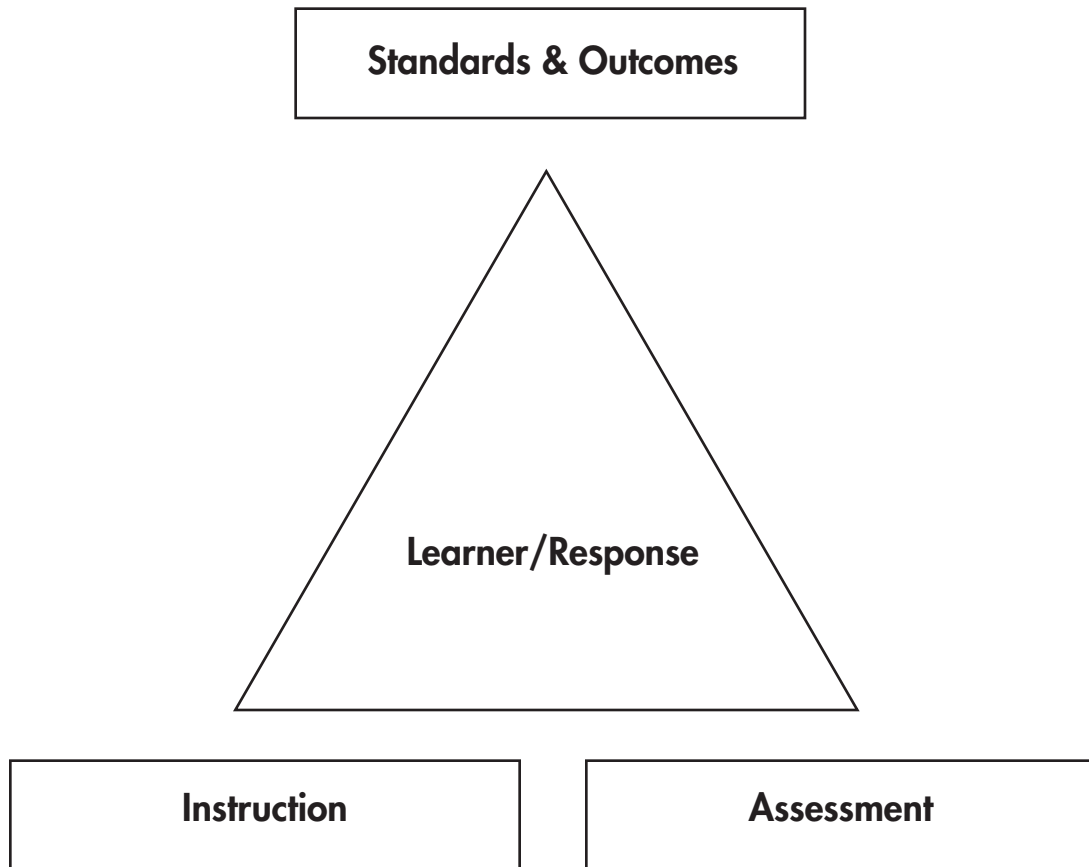 Standards & Outcomes
Learner/Response
Instruction
Assessment